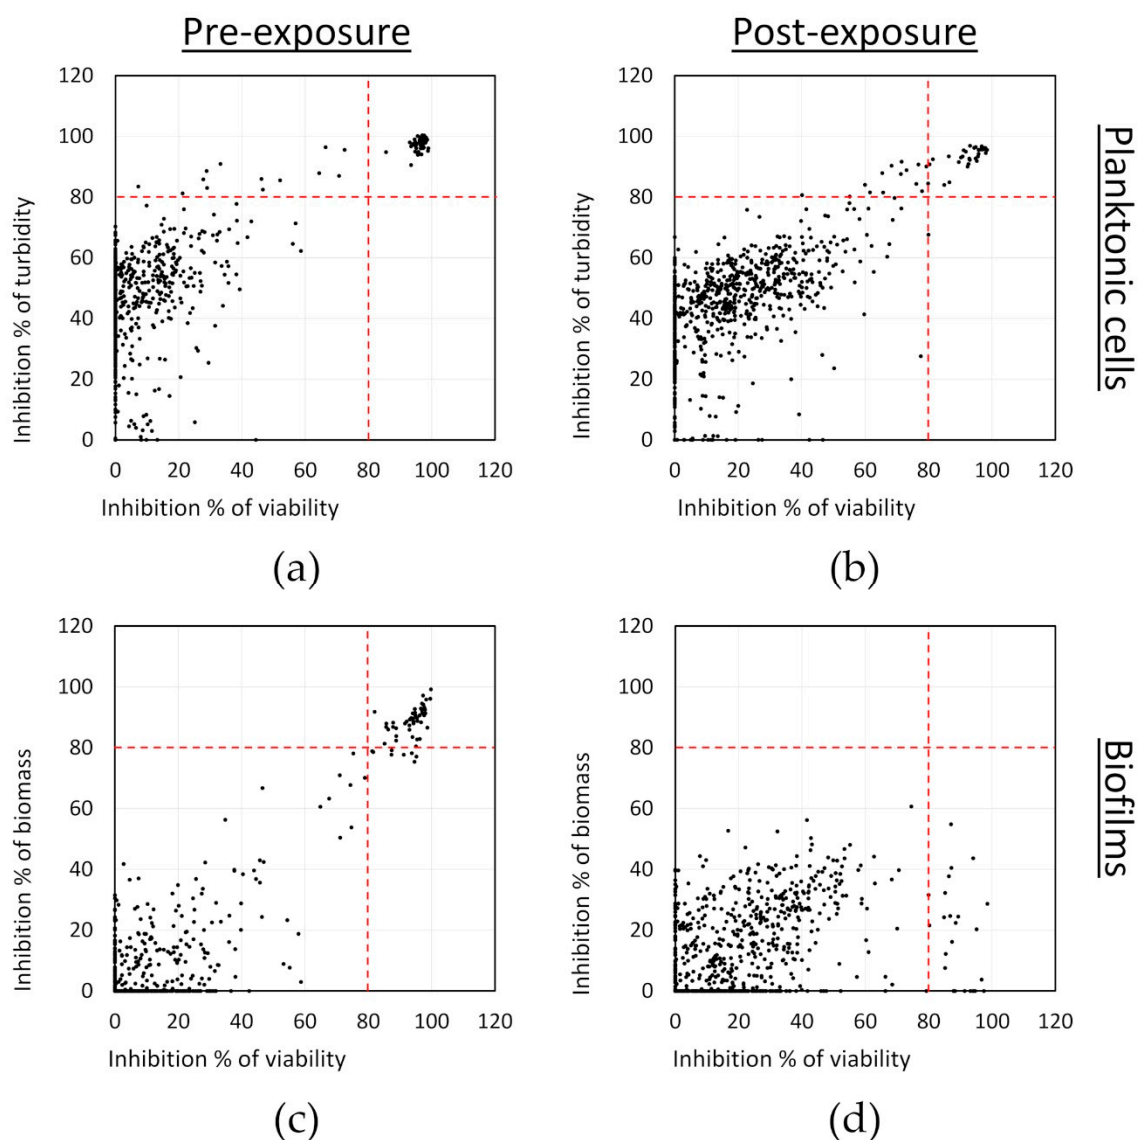 Pre-exposure
Post-exposure
120
100
80
60
40
20
0
Inhibition % of turbidity
0 20 40 60 80 100 120
Inhibition % of viability
(a)
120
100
80
60
40
20
0
Inhibition % of turbidity
0 20 40 60 80 100 120
Inhibition % of viability
(b)
Planktonic cells
120
100
80
60
40
20
0
Inhibition % of biomass
0 20 40 60 80 100 120
Inhibition % of viability
(c)
120
100
80
60
40
20
0
Inhibition % of biomass
0 20 40 60 80 100 120
Inhibition % of viability
(d)
Biofilms